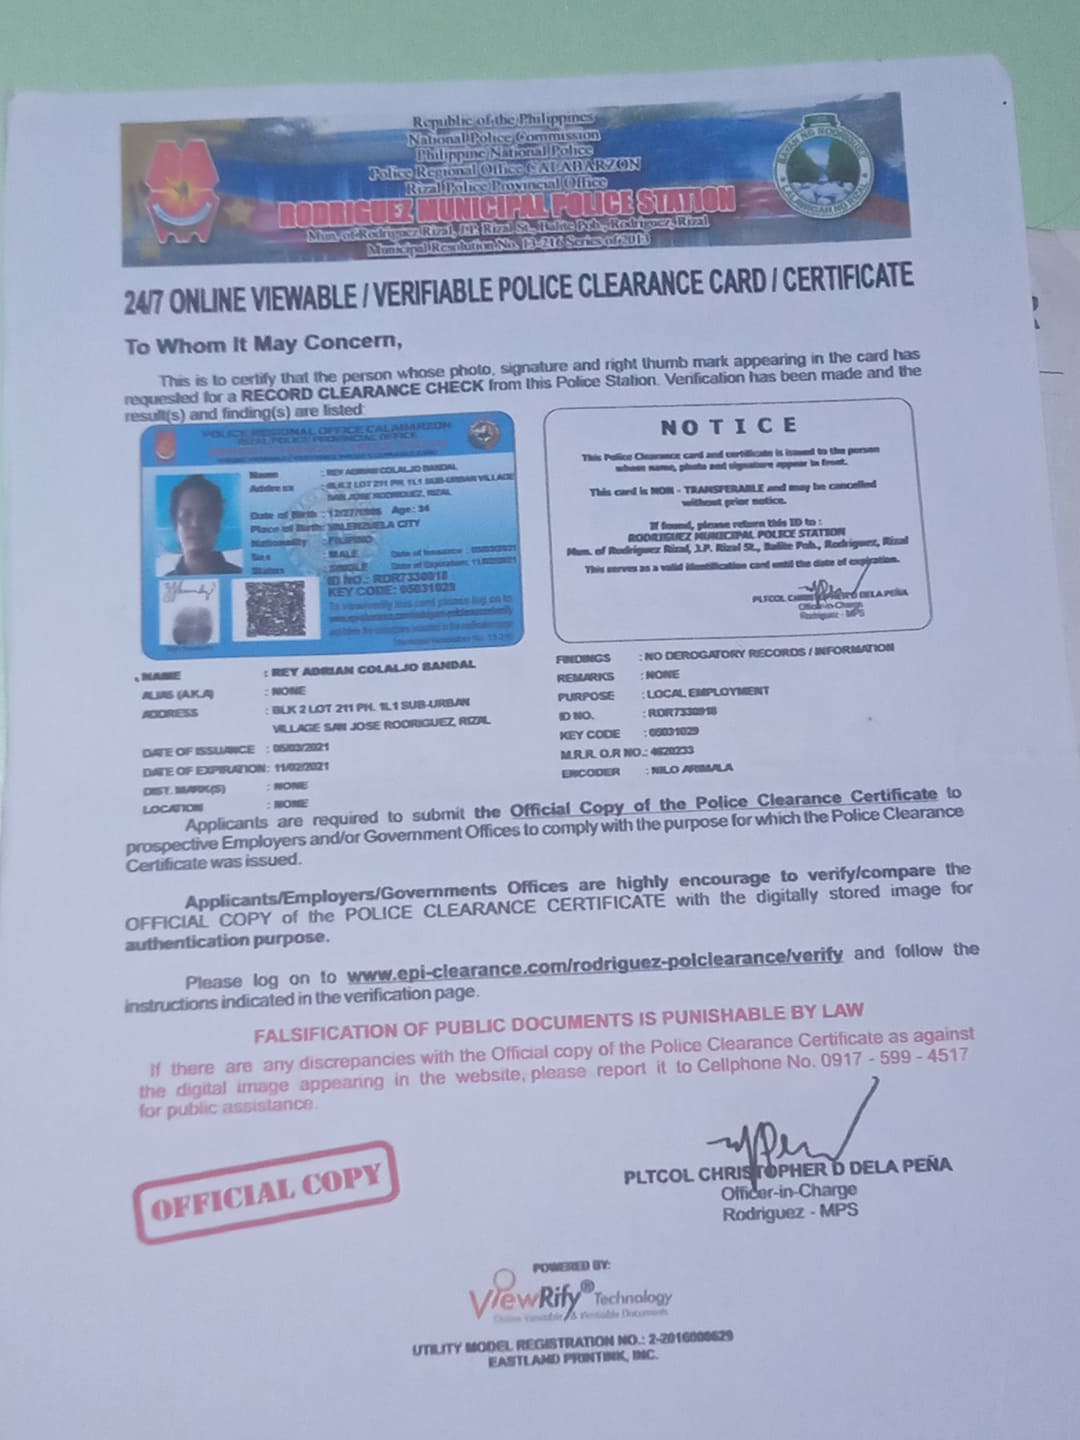 Republic of the Philippines
National Police Commission
Philippine National Police
Police Regional Office CALABARZON
Rizal Police Provincial Office
RODRIGUEZ MUNICIPAL POLICE STATION
Mun. of Rodriguez Rizal, J.P. Rizal St., Balite Pob., Rodriguez, Rizal
Municipal Resolution No. 13-216 Series of 2013
BAYAN NG RODRIGUEZ
LALAWIGAN NG RIZAL
24/7 ONLINE VIEWABLE / VERIFIABLE POLICE CLEARANCE CARD / CERTIFICATE
To Whom It May Concern,
This is to certify that the person whose photo, signature and right thumb mark appearing in the card has
requested for a RECORD CLEARANCE CHECK from this Police Station. Verification has been made and the
result(s) and finding(s) are listed:
POLICE REGIONAL OFFICE CALABARZON
RIZAL POLICE PROVINCIAL OFFICE
Name : REY ADRIAN COLALJO BANDAL
Address : BLK 2 LOT 211 PH. 1L1 SUB-URBAN VILLAGE
SAN JOSE RODRIGUEZ, RIZAL
Date of Birth : Age: 34
Place of Birth: VALENZUELA CITY
Nationality : FILIPINO
Sex : MALE Date of Issuance : 05/03/2021
Status : SINGLE Date of Expiration: 11/02/2021
ID NO.: RDR7330918
KEY CODE: 05031029
To view/verify this card please log on to
NOTICE
This Police Clearance card and certificate is issued to the person
whose name, photo and signature appear in front.
This card is NON - TRANSFERABLE and may be cancelled
without prior notice.
If found, please return this ID to :
RODRIGUEZ MUNICIPAL POLICE STATION
Mun. of Rodriguez Rizal, J.P. Rizal St., Balite Pob., Rodriguez, Rizal
This serves as a valid identification card until the date of expiration.
PLTCOL CHRISTOPHER D DELA PEÑA
Officer-in-Charge
Rodriguez - MPS
NAME : REY ADRIAN COLALJO BANDAL
ALIAS (A.K.A) : NONE
ADDRESS : BLK 2 LOT 211 PH. 1L1 SUB-URBAN
VILLAGE SAN JOSE RODRIGUEZ, RIZAL
DATE OF ISSUANCE : 05/03/2021
DATE OF EXPIRATION: 11/02/2021
DIST. MARK(S) : NONE
LOCATION : NONE
FINDINGS : NO DEROGATORY RECORDS / INFORMATION
REMARKS : NONE
PURPOSE : LOCAL EMPLOYMENT
ID NO. : RDR7330918
KEY CODE : 05031029
M.R.R. O.R NO.: 4620233
ENCODER : NILO ARIMALA
Applicants are required to submit the Official Copy of the Police Clearance Certificate to
prospective Employers and/or Government Offices to comply with the purpose for which the Police Clearance
Certificate was issued.
Applicants/Employers/Governments Offices are highly encourage to verify/compare the
OFFICIAL COPY of the POLICE CLEARANCE CERTIFICATE with the digitally stored image for
authentication purpose.
Please log on to www.epi-clearance.com/rodriguez-polclearance/verify and follow the
instructions indicated in the verification page.
FALSIFICATION OF PUBLIC DOCUMENTS IS PUNISHABLE BY LAW
If there are any discrepancies with the Official copy of the Police Clearance Certificate as against
the digital image appearing in the website, please report it to Cellphone No. 0917 - 599 - 4517
for public assistance.
OFFICIAL COPY
PLTCOL CHRISTOPHER D DELA PEÑA
Officer-in-Charge
Rodriguez - MPS
POWERED BY:
ViewRify® Technology
Online Viewable & Verifiable Documents
UTILITY MODEL REGISTRATION NO.: 2-2016000629
EASTLAND PRINTINK, INC.